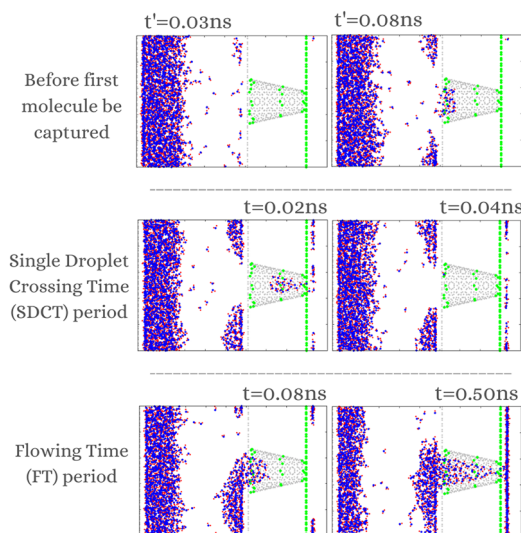 t'=0.03ns
t'=0.08ns
Before first
molecule be
captured
t=0.02ns
t=0.04ns
Single Droplet
Crossing Time
(SDCT) period
t=0.08ns
t=0.50ns
Flowing Time
(FT) period